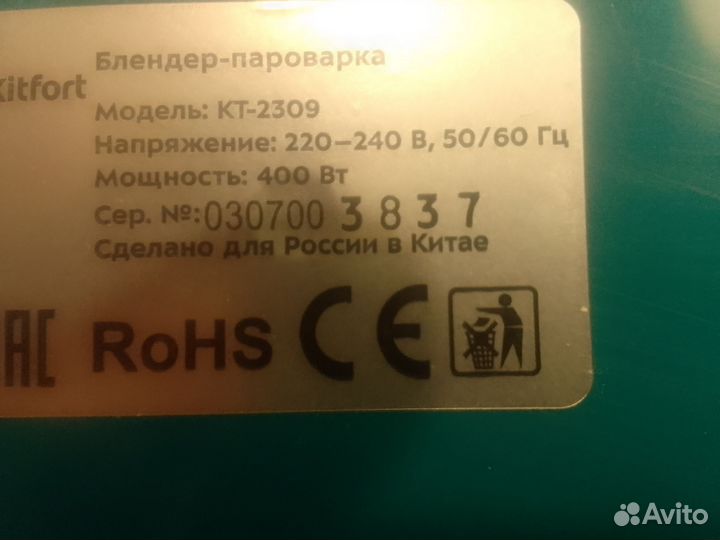 Kitfort
Блендер-пароварка
Модель: КТ-2309
Напряжение: 220–240 В, 50/60 Гц
Мощность: 400 Вт
Сер. №: 030700 3837
Сделано для России в Китае
EAC RoHS CE
Avito